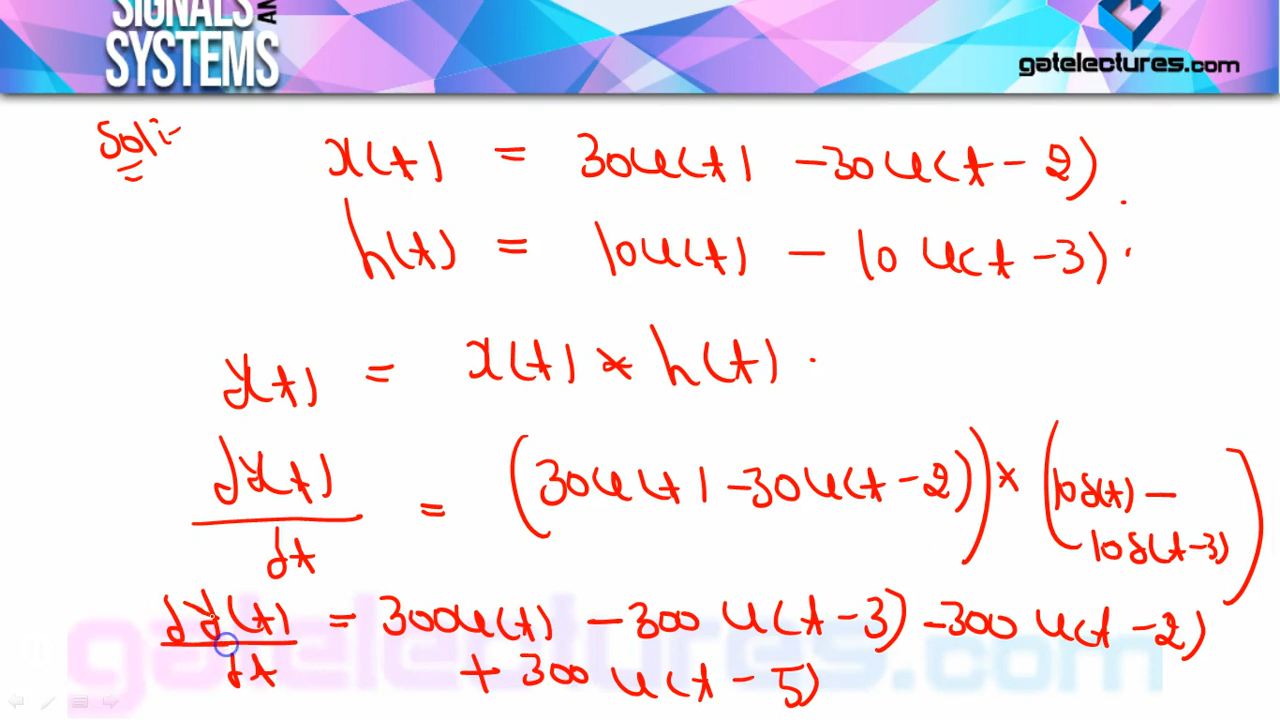 SIGNALS AND
SYSTEMS
gatelectures.com
Sol:-
x(t) = 30u(t) - 30u(t-2).
h(t) = 10u(t) - 10u(t-3).
y(t) = x(t) * h(t).
dy(t)/dt = (30u(t) - 30u(t-2)) * (10δ(t) -
10δ(t-3))
dy(t)/dt = 300u(t) - 300u(t-3) - 300u(t-2)
+ 300u(t-5)
gatelectures.com